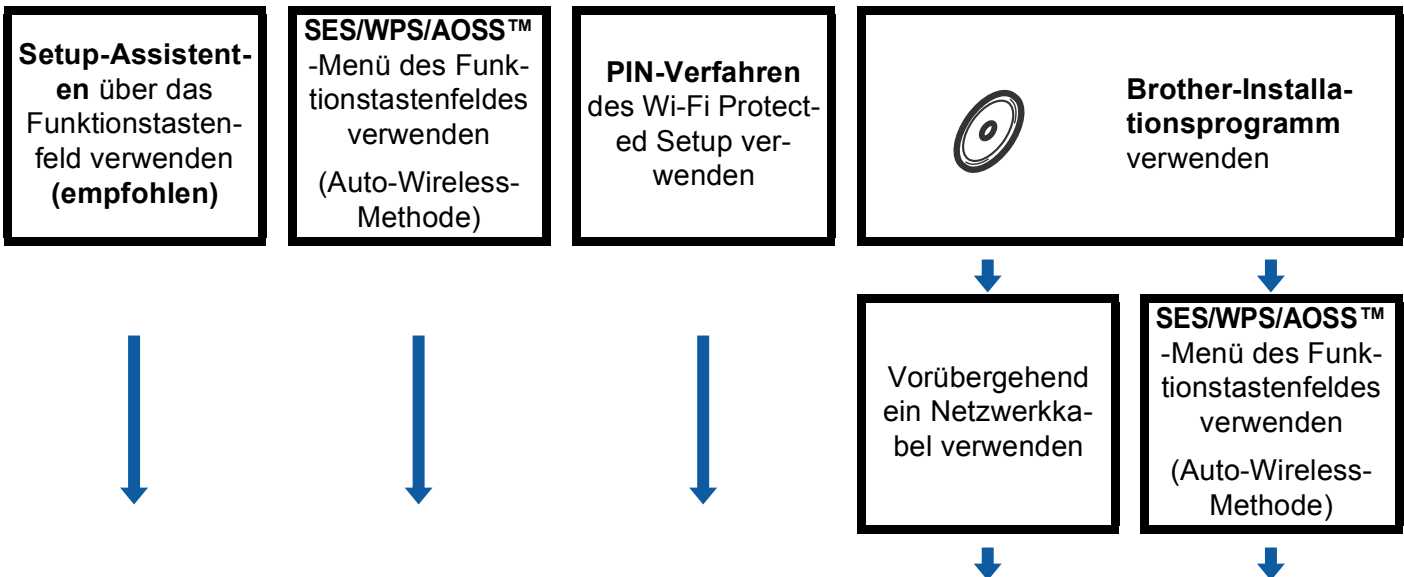 Setup-Assistent-
en über das
Funktionstasten-
feld verwenden
(empfohlen)
SES/WPS/AOSS™
-Menü des Funk-
tionstastenfeldes
verwenden
(Auto-Wireless-
Methode)
PIN-Verfahren
des Wi-Fi Protect-
ed Setup ver-
wenden
Brother-Installa-
tionsprogramm
verwenden
Vorübergehend
ein Netzwerkka-
bel verwenden
SES/WPS/AOSS™
-Menü des Funk-
tionstastenfeldes
verwenden
(Auto-Wireless-
Methode)